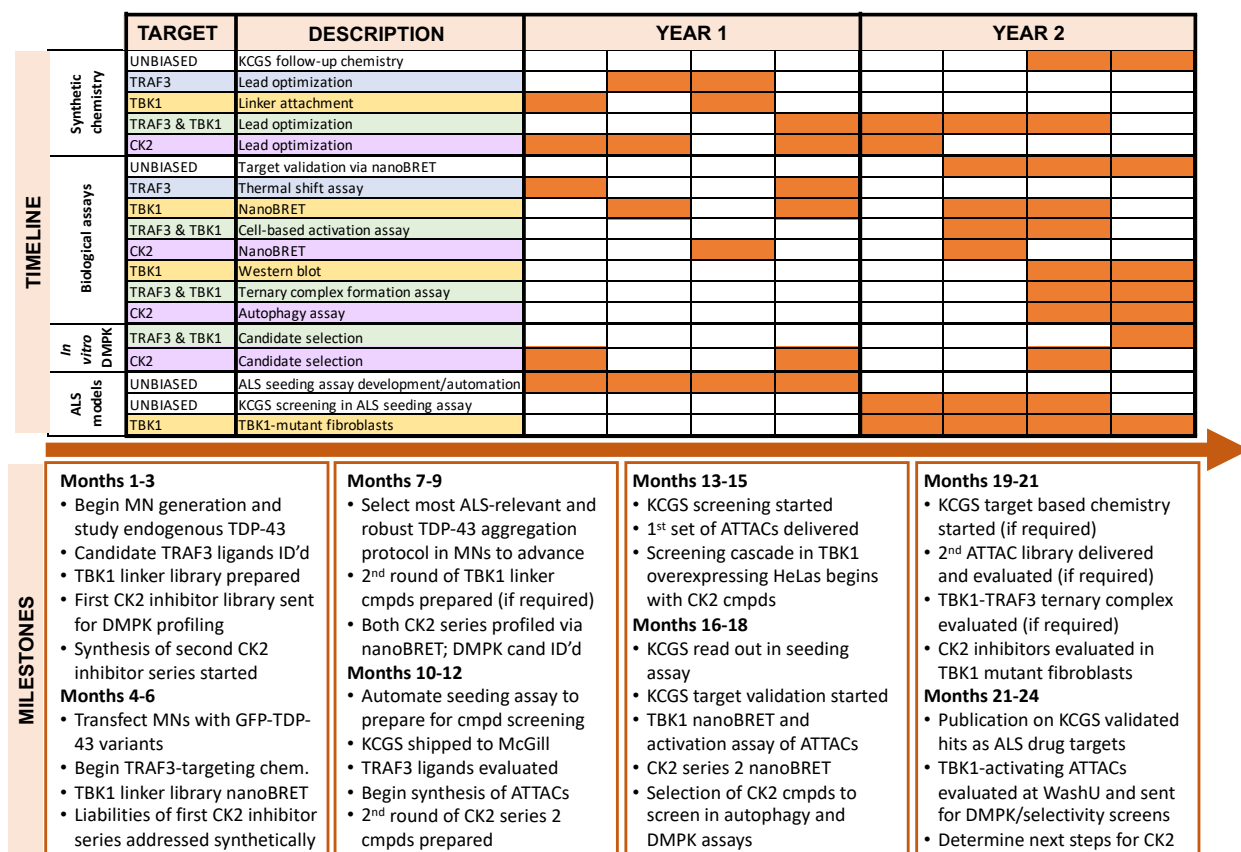 TARGET DESCRIPTION YEAR 1 YEAR 2
TIMELINE
Synthetic
chemistry
UNBIASED KCGS follow-up chemistry
TRAF3 Lead optimization
TBK1 Linker attachment
TRAF3 & TBK1 Lead optimization
CK2 Lead optimization
Biological assays
UNBIASED Target validation via nanoBRET
TRAF3 Thermal shift assay
TBK1 NanoBRET
TRAF3 & TBK1 Cell-based activation assay
CK2 NanoBRET
TBK1 Western blot
TRAF3 & TBK1 Ternary complex formation assay
CK2 Autophagy assay
In
vitro
DMPK
TRAF3 & TBK1 Candidate selection
CK2 Candidate selection
ALS
models
UNBIASED ALS seeding assay development/automation
UNBIASED KCGS screening in ALS seeding assay
TBK1 TBK1-mutant fibroblasts
MILESTONES
Months 1-3
• Begin MN generation and
study endogenous TDP-43
• Candidate TRAF3 ligands ID'd
• TBK1 linker library prepared
• First CK2 inhibitor library sent
for DMPK profiling
• Synthesis of second CK2
inhibitor series started
Months 4-6
• Transfect MNs with GFP-TDP-
43 variants
• Begin TRAF3-targeting chem.
• TBK1 linker library nanoBRET
• Liabilities of first CK2 inhibitor
series addressed synthetically
Months 7-9
• Select most ALS-relevant and
robust TDP-43 aggregation
protocol in MNs to advance
• 2nd round of TBK1 linker
cmpds prepared (if required)
• Both CK2 series profiled via
nanoBRET; DMPK cand ID'd
Months 10-12
• Automate seeding assay to
prepare for cmpd screening
• KCGS shipped to McGill
• TRAF3 ligands evaluated
• Begin synthesis of ATTACs
• 2nd round of CK2 series 2
cmpds prepared
Months 13-15
• KCGS screening started
• 1st set of ATTACs delivered
• Screening cascade in TBK1
overexpressing HeLas begins
with CK2 cmpds
Months 16-18
• KCGS read out in seeding
assay
• KCGS target validation started
• TBK1 nanoBRET and
activation assay of ATTACs
• CK2 series 2 nanoBRET
• Selection of CK2 cmpds to
screen in autophagy and
DMPK assays
Months 19-21
• KCGS target based chemistry
started (if required)
• 2nd ATTAC library delivered
and evaluated (if required)
• TBK1-TRAF3 ternary complex
evaluated (if required)
• CK2 inhibitors evaluated in
TBK1 mutant fibroblasts
Months 21-24
• Publication on KCGS validated
hits as ALS drug targets
• TBK1-activating ATTACs
evaluated at WashU and sent
for DMPK/selectivity screens
• Determine next steps for CK2